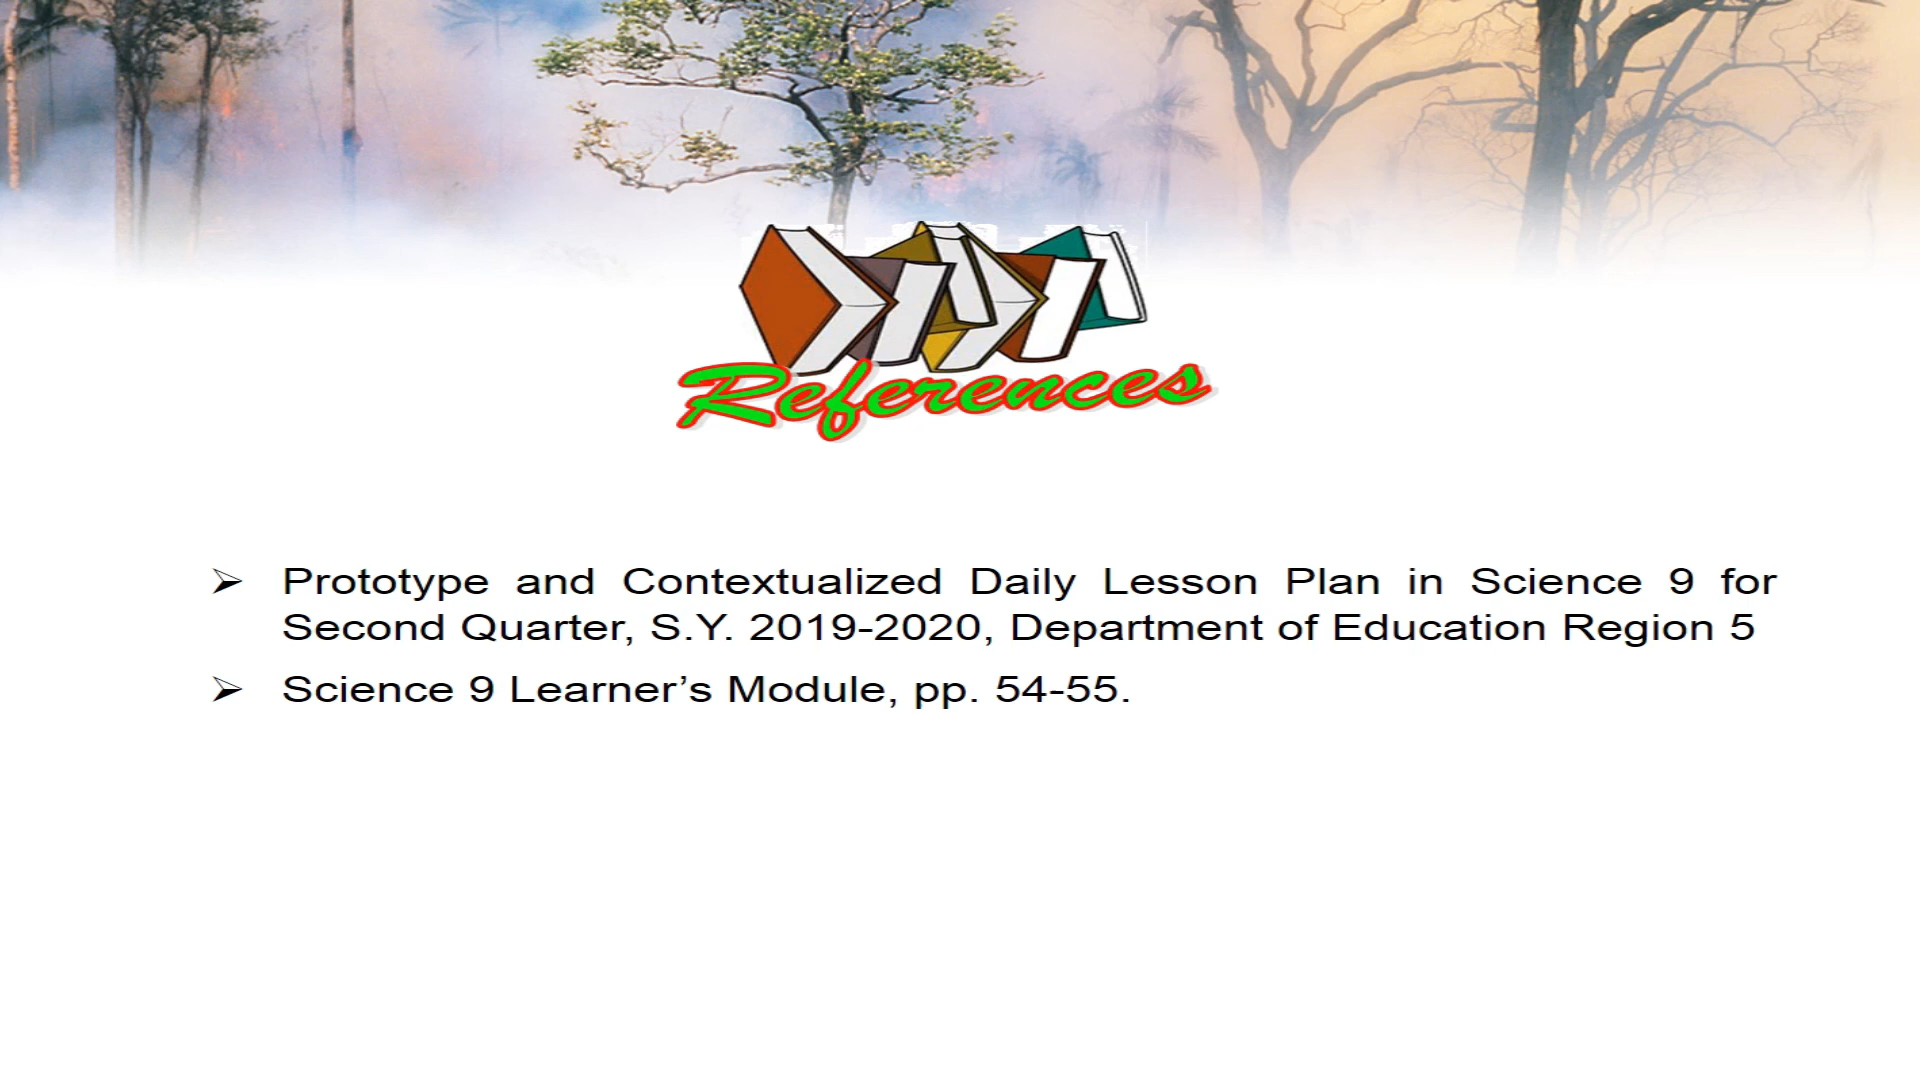 References
➢ Prototype and Contextualized Daily Lesson Plan in Science 9 for
Second Quarter, S.Y. 2019-2020, Department of Education Region 5
➢ Science 9 Learner’s Module, pp. 54-55.